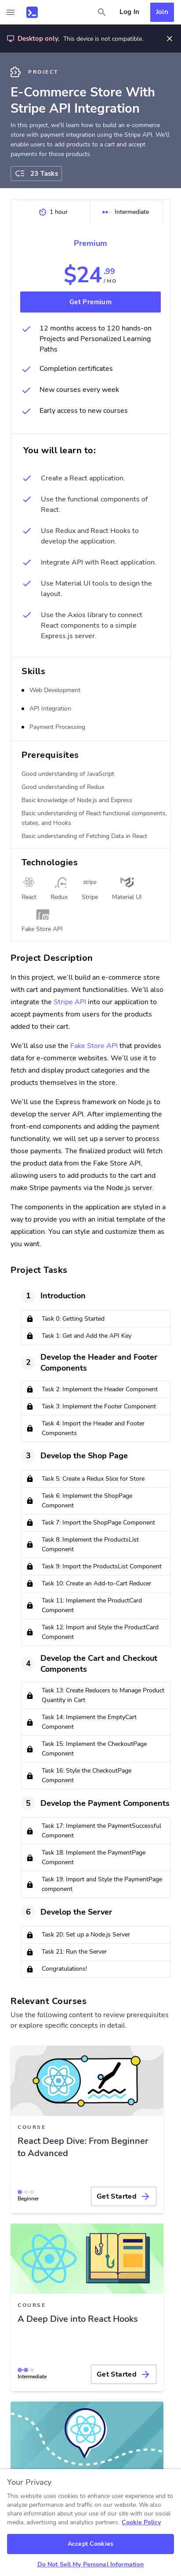 Log In
Join
Desktop only. This device is not compatible.
PROJECT
E-Commerce Store With
Stripe API Integration
In this project, we'll learn how to build an e-commerce
store with payment integration using the Stripe API. We'll
enable users to add products to a cart and accept
payments for those products.
23 Tasks
1 hour
Intermediate
Premium
$24.99
/MO
Get Premium
12 months access to 120 hands-on
Projects and Personalized Learning
Paths
Completion certificates
New courses every week
Early access to new courses
You will learn to:
Create a React application.
Use the functional components of
React.
Use Redux and React Hooks to
develop the application.
Integrate API with React application.
Use Material UI tools to design the
layout.
Use the Axios library to connect
React components to a simple
Express.js server.
Skills
Web Development
API Integration
Payment Processing
Prerequisites
Good understanding of JavaScript
Good understanding of Redux
Basic knowledge of Node.js and Express
Basic understanding of React functional components,
states, and Hooks
Basic understanding of Fetching Data in React
Technologies
stripe
React
Redux
Stripe
Material UI
Fake Store API
Project Description
In this project, we'll build an e-commerce store
with cart and payment functionalities. We'll also
integrate the Stripe API into our application to
accept payments from users for the products
added to their cart.
We'll also use the Fake Store API that provides
data for e-commerce websites. We'll use it to
fetch and display product categories and the
products themselves in the store.
We'll use the Express framework on Node.js to
develop the server API. After implementing the
front-end components and adding the payment
functionality, we will set up a server to process
those payments. The finalized product will fetch
the product data from the Fake Store API,
allowing users to add products to the cart and
make Stripe payments via the Node.js server.
The components in the application are styled in a
way to provide you with an initial template of the
application. You can style and customize them as
you want.
Project Tasks
1
Introduction
Task 0: Getting Started
Task 1: Get and Add the API Key
2
Develop the Header and Footer
Components
Task 2: Implement the Header Component
Task 3: Implement the Footer Component
Task 4: Import the Header and Footer
Components
3
Develop the Shop Page
Task 5: Create a Redux Slice for Store
Task 6: Implement the ShopPage
Component
Task 7: Import the ShopPage Component
Task 8: Implement the ProductsList
Component
Task 9: Import the ProductsList Component
Task 10: Create an Add-to-Cart Reducer
Task 11: Implement the ProductCard
Component
Task 12: Import and Style the ProductCard
Component
4
Develop the Cart and Checkout
Components
Task 13: Create Reducers to Manage Product
Quantity in Cart
Task 14: Implement the EmptyCart
Component
Task 15: Implement the CheckoutPage
Component
Task 16: Style the CheckoutPage
Component
5
Develop the Payment Components
Task 17: Implement the PaymentSuccessful
Component
Task 18: Implement the PaymentPage
Component
Task 19: Import and Style the PaymentPage
component
6
Develop the Server
Task 20: Set up a Node.js Server
Task 21: Run the Server
Congratulations!
Relevant Courses
Use the following content to review prerequisites
or explore specific concepts in detail.
COURSE
React Deep Dive: From Beginner
to Advanced
Beginner
Get Started
COURSE
A Deep Dive into React Hooks
Intermediate
Get Started
Your Privacy
This website uses cookies to enhance user experience and to
analyze performance and traffic on our website. We also
share information about your use of our site with our social
media, advertising and analytics partners. Cookie Policy
Accept Cookies
Do Not Sell My Personal Information